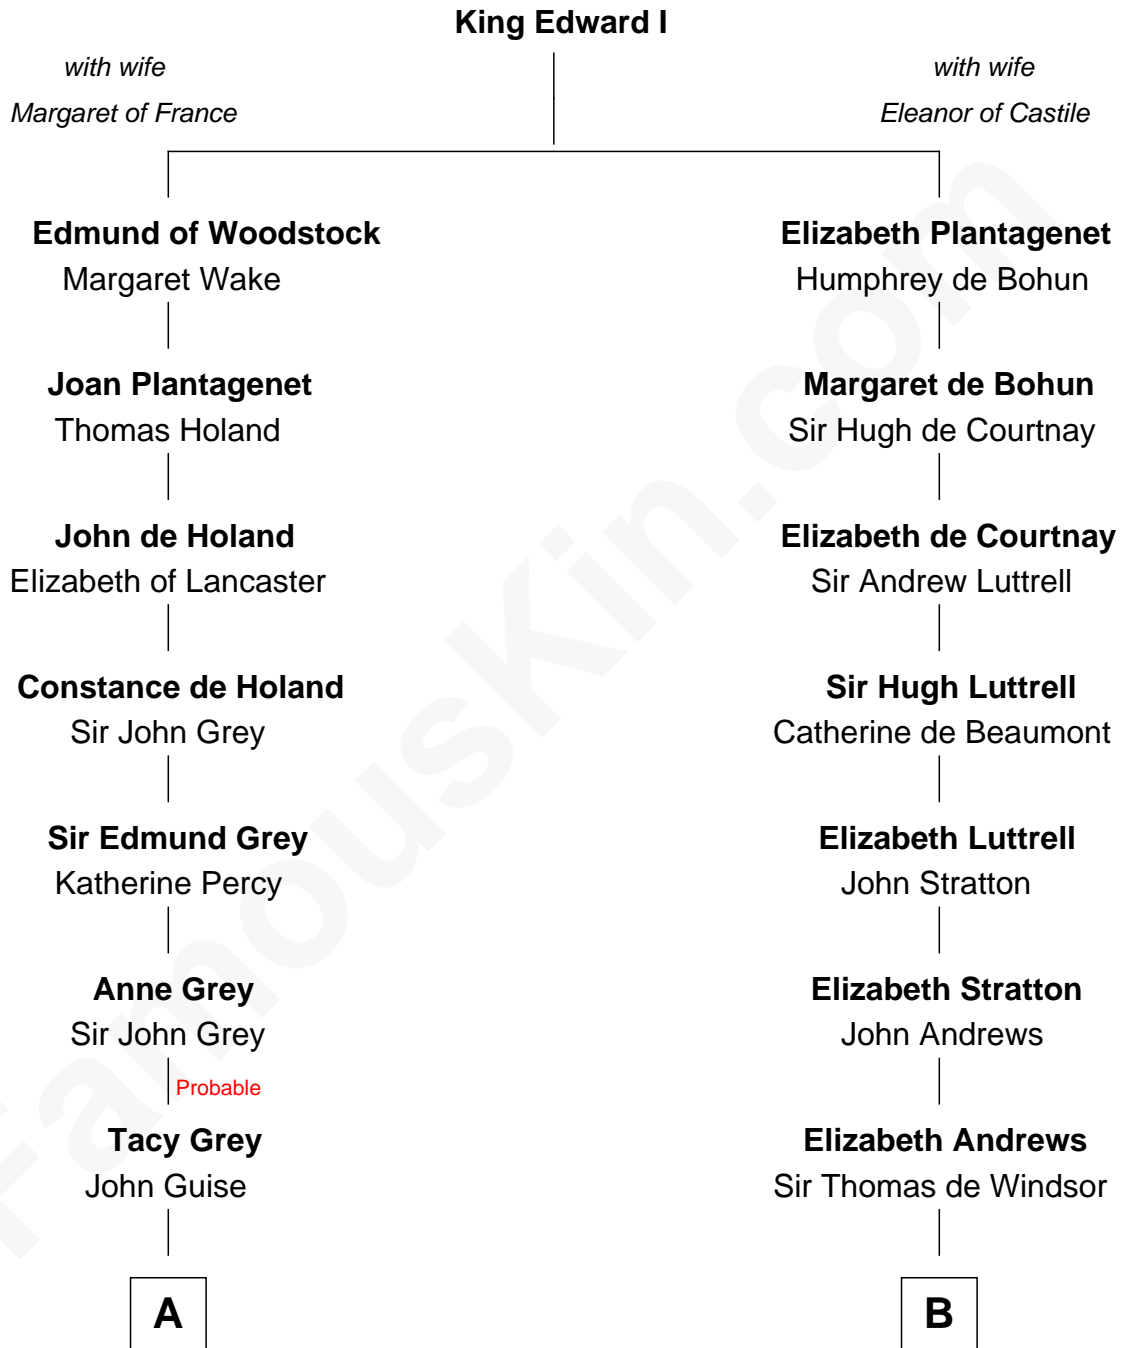 King Edward I
with wife
Margaret of France
with wife
Eleanor of Castile
Edmund of Woodstock
Margaret Wake
Elizabeth Plantagenet
Humphrey de Bohun
Joan Plantagenet
Thomas Holand
Margaret de Bohun
Sir Hugh de Courtnay
John de Holand
Elizabeth of Lancaster
Elizabeth de Courtnay
Sir Andrew Luttrell
Constance de Holand
Sir John Grey
Sir Hugh Luttrell
Catherine de Beaumont
Sir Edmund Grey
Katherine Percy
Elizabeth Luttrell
John Stratton
Anne Grey
Sir John Grey
Elizabeth Stratton
John Andrews
Probable
Tacy Grey
John Guise
Elizabeth Andrews
Sir Thomas de Windsor
A
B
FamousKin.com